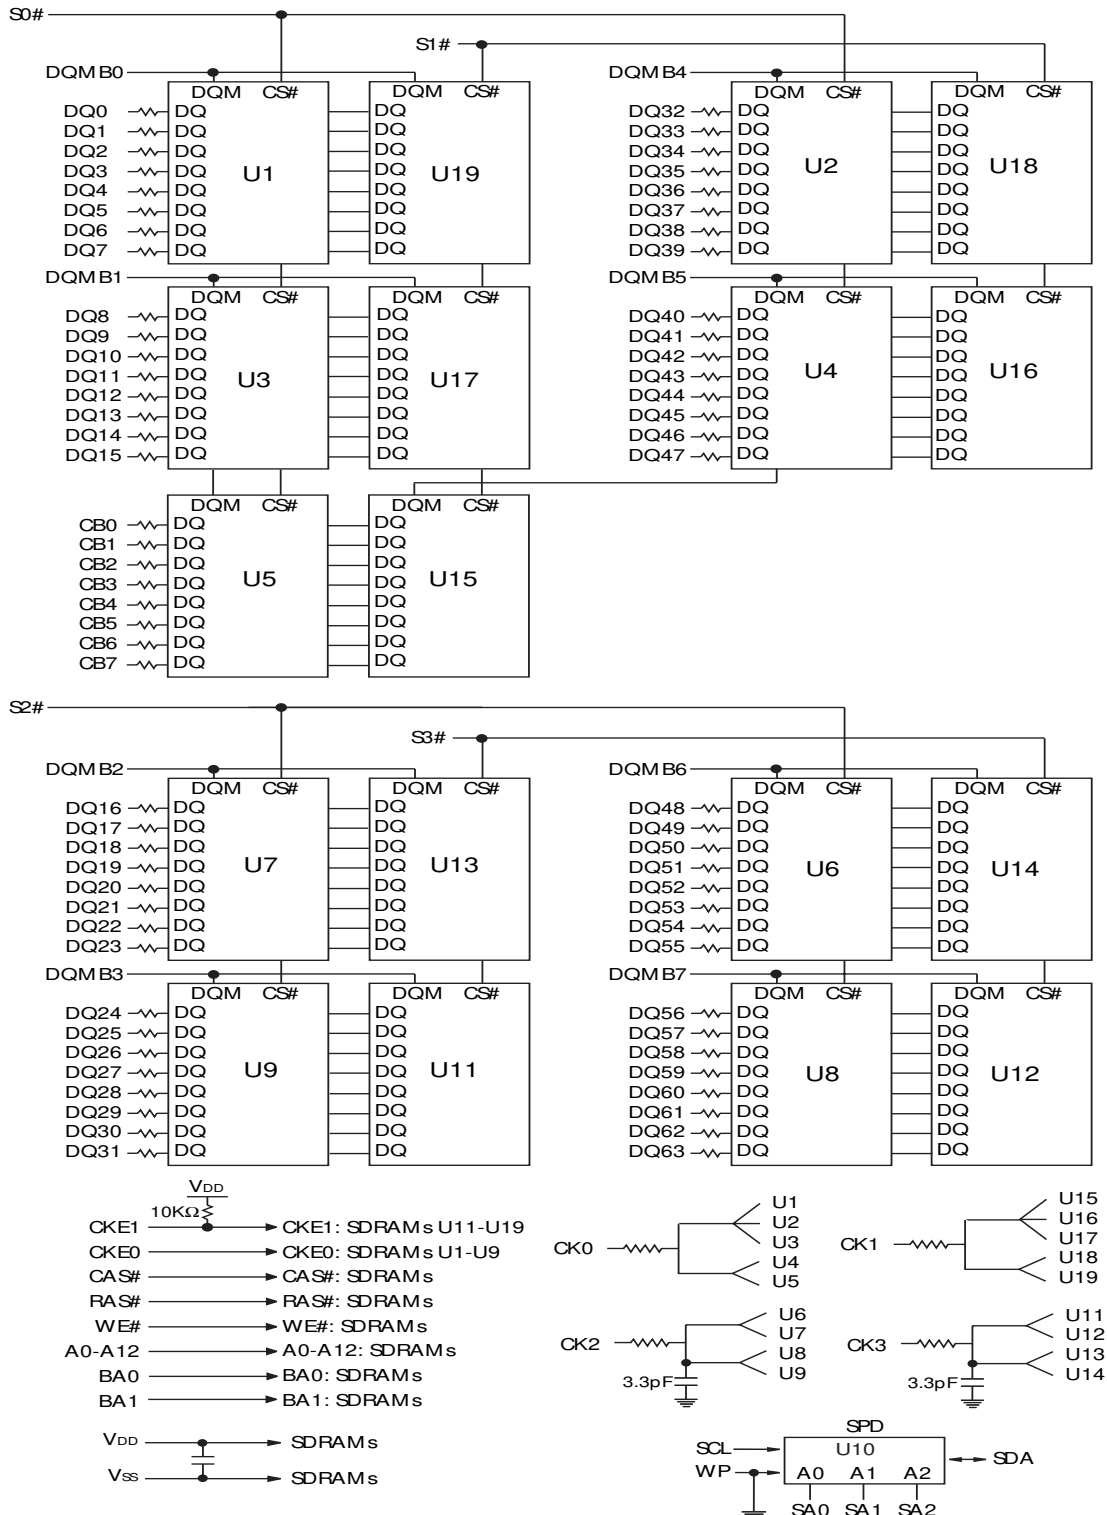 S0#
S1#
DQMB0
DQM CS#
DQM CS#
DQ0 DQ DQ
DQ1 DQ DQ
DQ2 DQ DQ
DQ3 DQ DQ
DQ4 DQ DQ
DQ5 DQ DQ
DQ6 DQ DQ
DQ7 DQ DQ
U1
U19
DQMB4
DQM CS#
DQM CS#
DQ32 DQ DQ
DQ33 DQ DQ
DQ34 DQ DQ
DQ35 DQ DQ
DQ36 DQ DQ
DQ37 DQ DQ
DQ38 DQ DQ
DQ39 DQ DQ
U2
U18
DQMB1
DQM CS#
DQM CS#
DQ8 DQ DQ
DQ9 DQ DQ
DQ10 DQ DQ
DQ11 DQ DQ
DQ12 DQ DQ
DQ13 DQ DQ
DQ14 DQ DQ
DQ15 DQ DQ
U3
U17
DQMB5
DQM CS#
DQM CS#
DQ40 DQ DQ
DQ41 DQ DQ
DQ42 DQ DQ
DQ43 DQ DQ
DQ44 DQ DQ
DQ45 DQ DQ
DQ46 DQ DQ
DQ47 DQ DQ
U4
U16
DQM CS#
DQM CS#
CB0 DQ DQ
CB1 DQ DQ
CB2 DQ DQ
CB3 DQ DQ
CB4 DQ DQ
CB5 DQ DQ
CB6 DQ DQ
CB7 DQ DQ
U5
U15
S2#
S3#
DQMB2
DQM CS#
DQM CS#
DQ16 DQ DQ
DQ17 DQ DQ
DQ18 DQ DQ
DQ19 DQ DQ
DQ20 DQ DQ
DQ21 DQ DQ
DQ22 DQ DQ
DQ23 DQ DQ
U7
U13
DQMB6
DQM CS#
DQM CS#
DQ48 DQ DQ
DQ49 DQ DQ
DQ50 DQ DQ
DQ51 DQ DQ
DQ52 DQ DQ
DQ53 DQ DQ
DQ54 DQ DQ
DQ55 DQ DQ
U6
U14
DQMB3
DQM CS#
DQM CS#
DQ24 DQ DQ
DQ25 DQ DQ
DQ26 DQ DQ
DQ27 DQ DQ
DQ28 DQ DQ
DQ29 DQ DQ
DQ30 DQ DQ
DQ31 DQ DQ
U9
U11
DQMB7
DQM CS#
DQM CS#
DQ56 DQ DQ
DQ57 DQ DQ
DQ58 DQ DQ
DQ59 DQ DQ
DQ60 DQ DQ
DQ61 DQ DQ
DQ62 DQ DQ
DQ63 DQ DQ
U8
U12
VDD
10KΩ
CKE1 CKE1: SDRAMs U11-U19
CKE0 CKE0: SDRAMs U1-U9
CAS# CAS#: SDRAMs
RAS# RAS#: SDRAMs
WE# WE#: SDRAMs
A0-A12 A0-A12: SDRAMs
BA0 BA0: SDRAMs
BA1 BA1: SDRAMs
VDD SDRAMs
VSS SDRAMs
CK0
U1
U2
U3
U4
U5
CK1
U15
U16
U17
U18
U19
CK2
U6
U7
U8
U9
3.3pF
CK3
U11
U12
U13
U14
3.3pF
SPD
SCL
U10
WP
SDA
A0 A1 A2
SA0 SA1 SA2